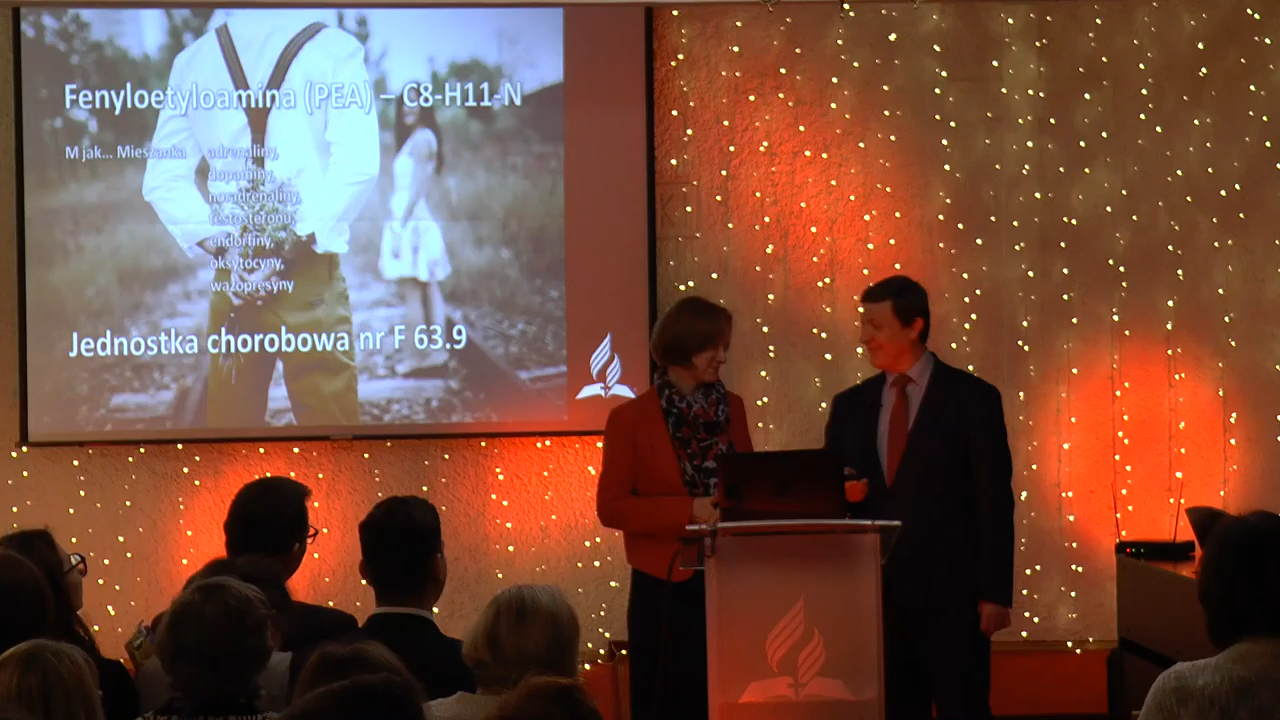 Fenyloetyloamina (PEA) – C8-H11-N
M jak... Mieszanka adrenaliny,
dopaminy,
noradrenaliny,
testosteronu,
endorfiny,
oksytocyny,
wazopresyny
Jednostka chorobowa nr F 63.9